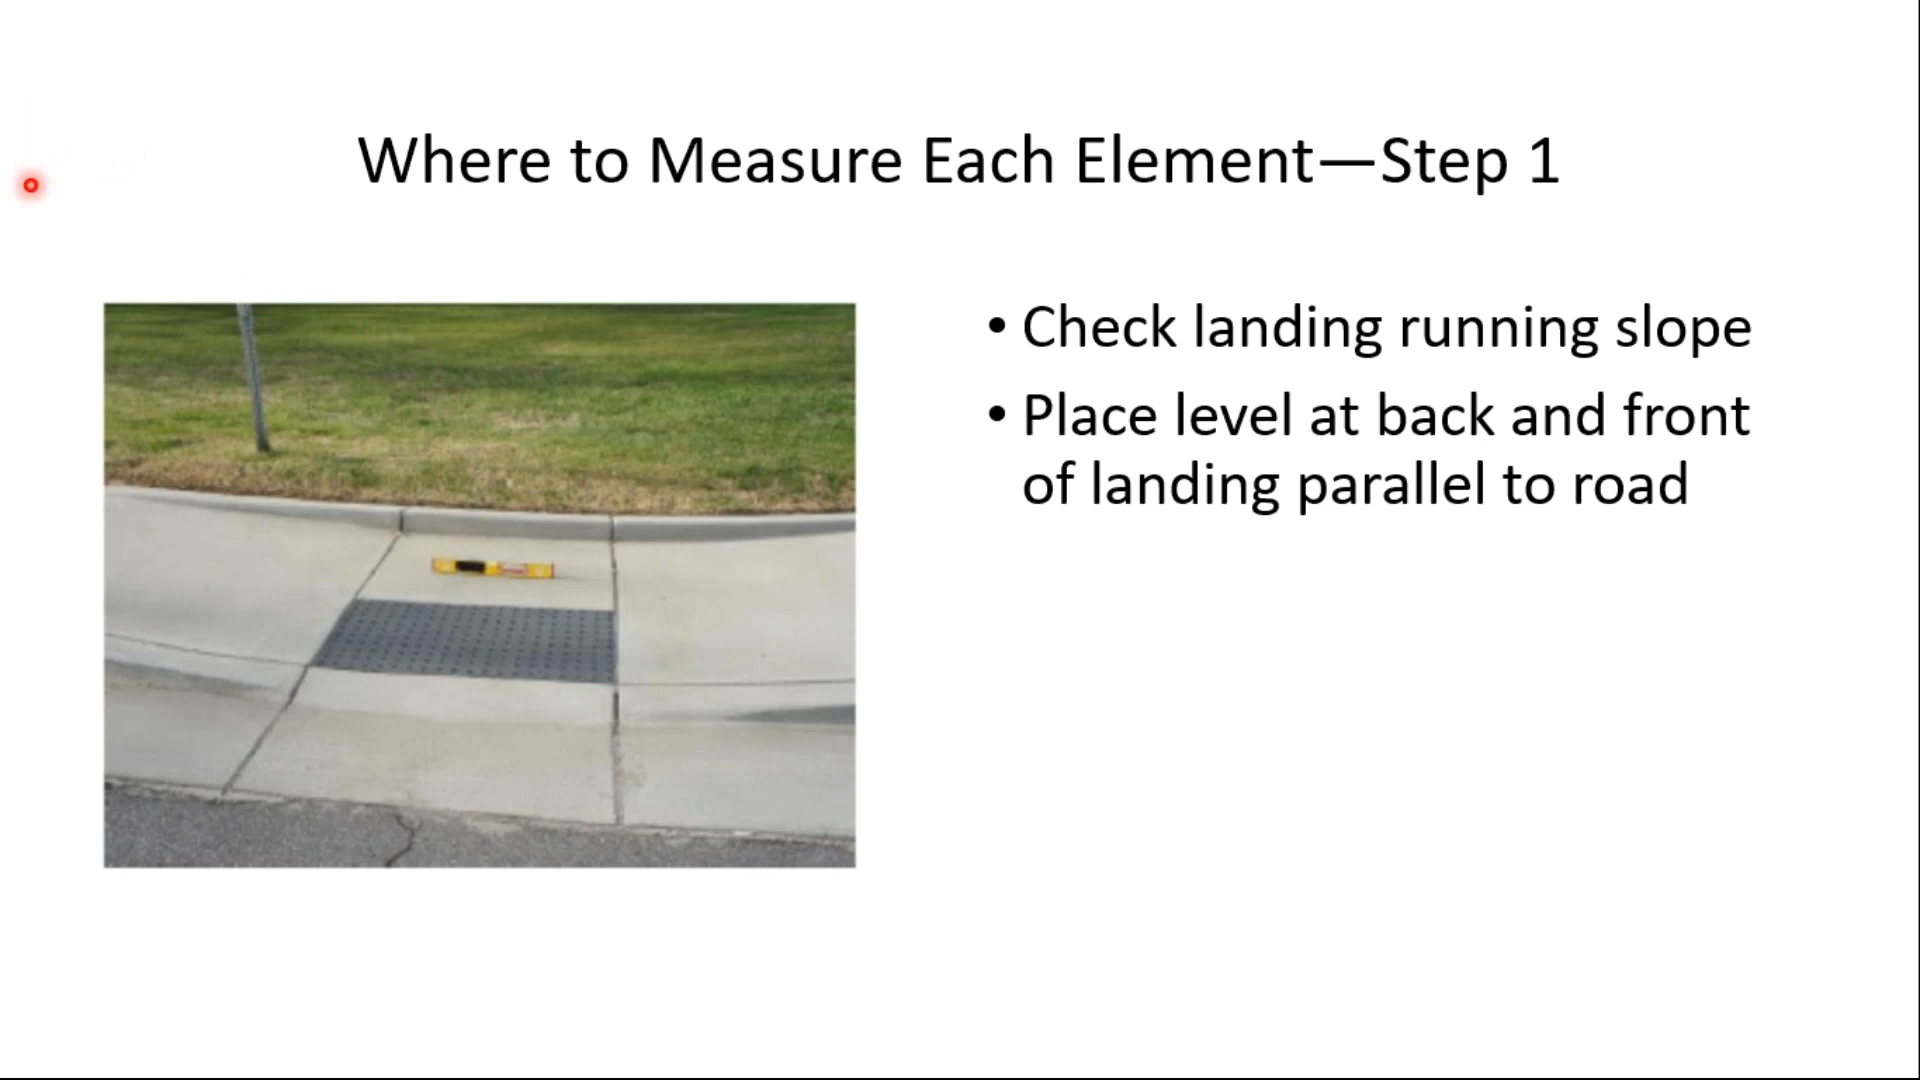 Where to Measure Each Element—Step 1
• Check landing running slope
• Place level at back and front
of landing parallel to road